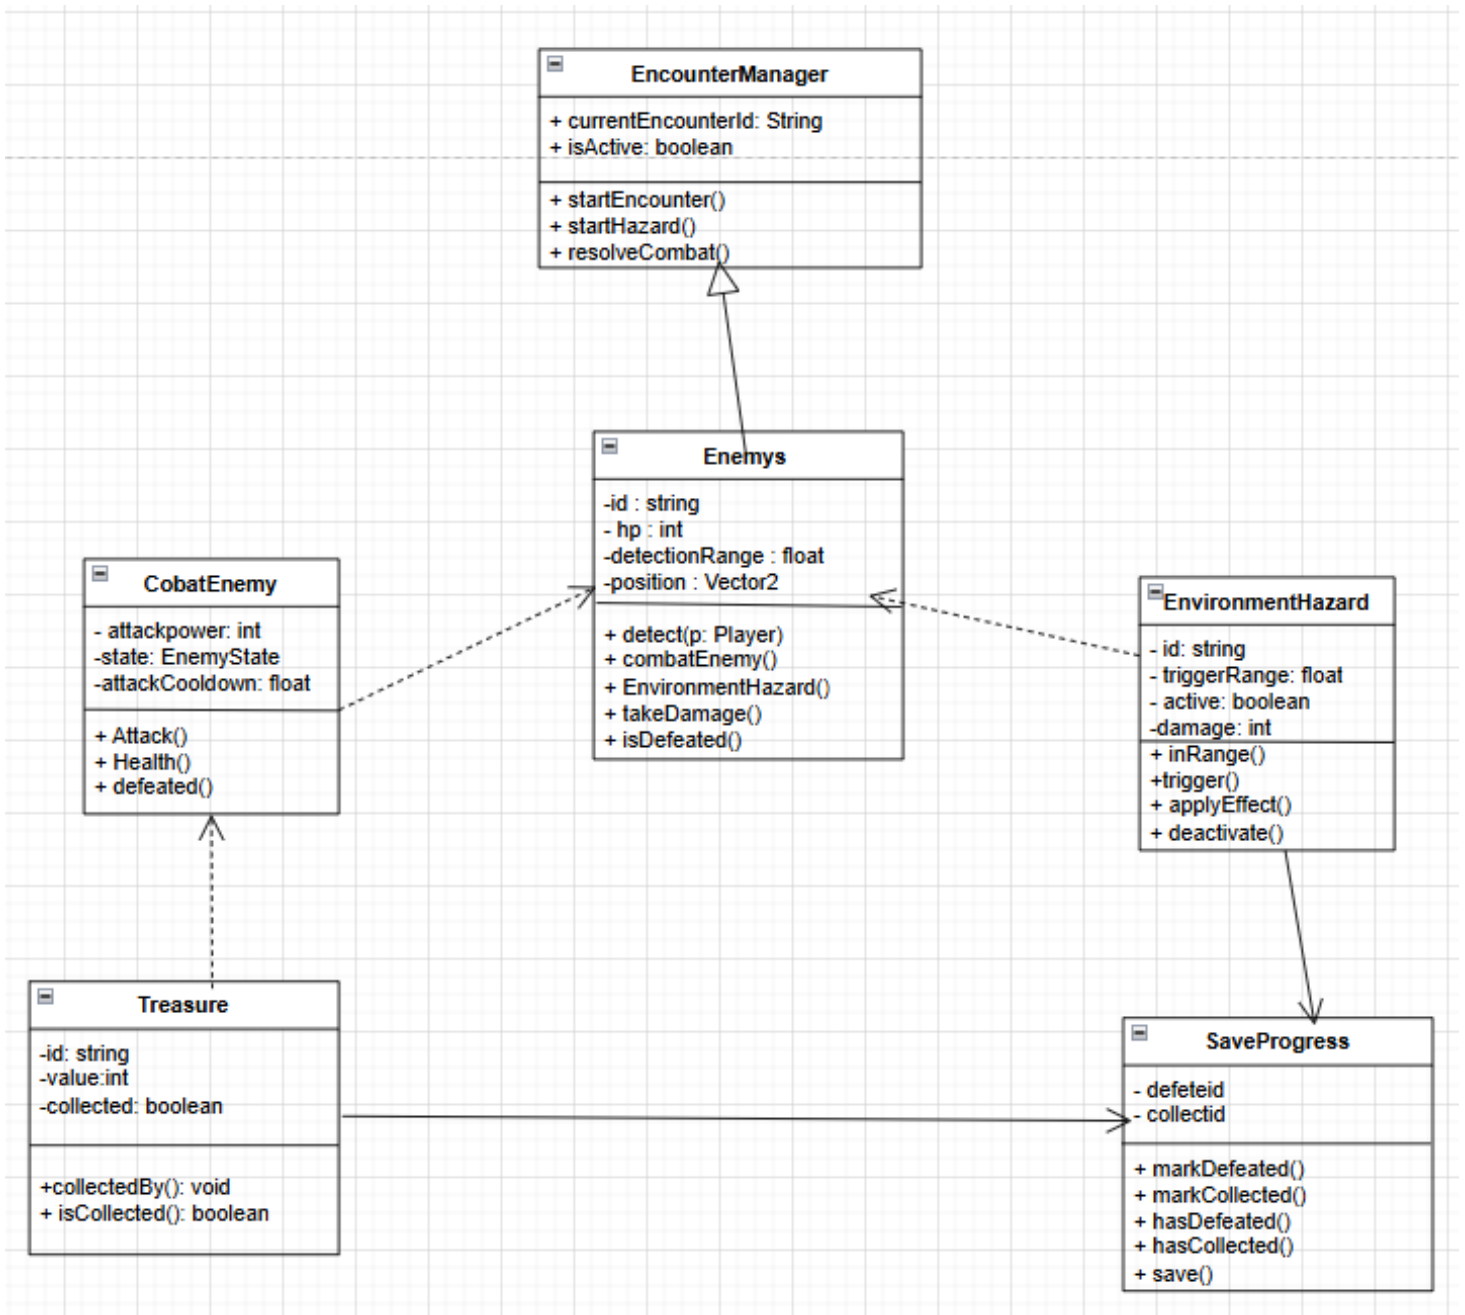 EncounterManager
+ currentEncounterId: String
+ isActive: boolean
+ startEncounter()
+ startHazard()
+ resolveCombat()
Enemys
-id : string
- hp : int
-detectionRange : float
-position : Vector2
+ detect(p: Player)
+ combatEnemy()
+ EnvironmentHazard()
+ takeDamage()
+ isDefeated()
CobatEnemy
- attackpower: int
-state: EnemyState
-attackCooldown: float
+ Attack()
+ Health()
+ defeated()
EnvironmentHazard
- id: string
- triggerRange: float
- active: boolean
-damage: int
+ inRange()
+trigger()
+ applyEffect()
+ deactivate()
Treasure
-id: string
-value:int
-collected: boolean
+collectedBy(): void
+ isCollected(): boolean
SaveProgress
- defeteid
- collectid
+ markDefeated()
+ markCollected()
+ hasDefeated()
+ hasCollected()
+ save()